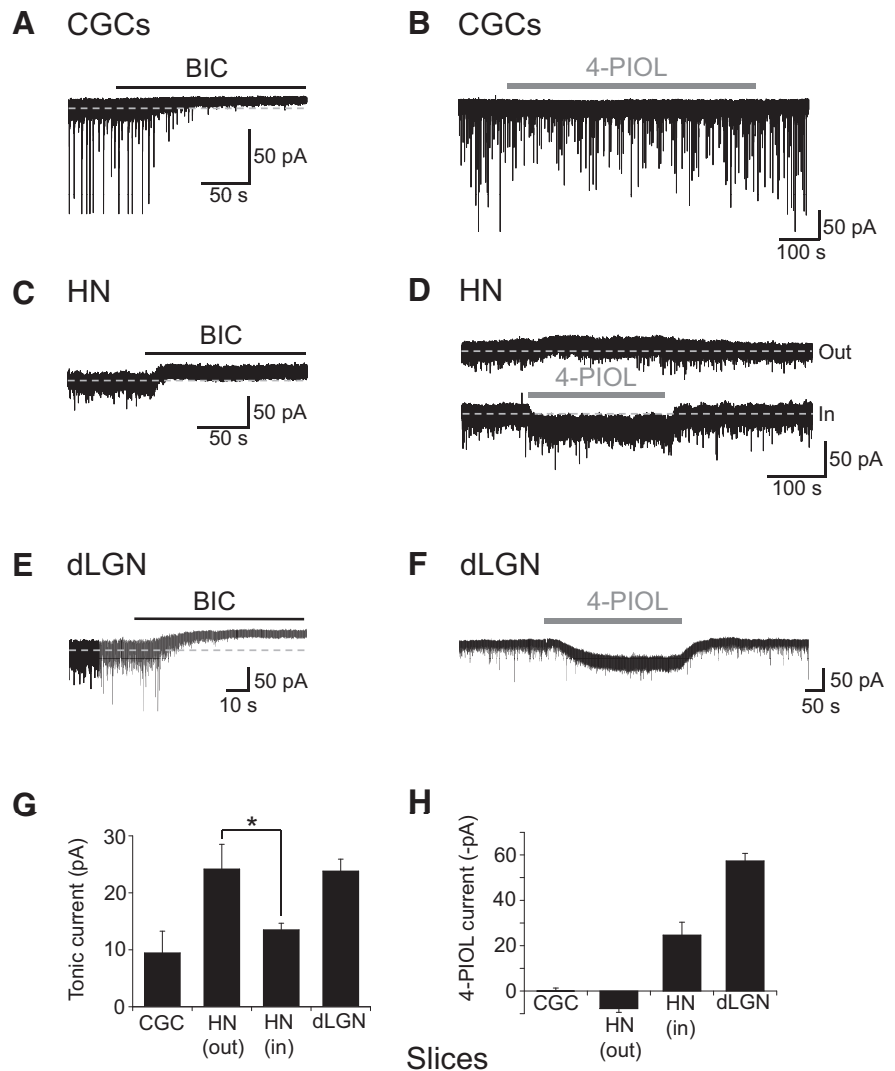 A CGCs
BIC
50 pA
50 s
B CGCs
4-PIOL
50 pA
100 s
C HN
BIC
50 pA
50 s
D HN
Out
4-PIOL
In
50 pA
100 s
E dLGN
BIC
50 pA
10 s
F dLGN
4-PIOL
50 pA
50 s
G
Tonic current (pA)
30
20
10
0
*
CGC
HN
(out)
HN
(in)
dLGN
H
4-PIOL current (-pA)
60
40
20
0
CGC
HN
(out)
HN
(in)
dLGN
Slices